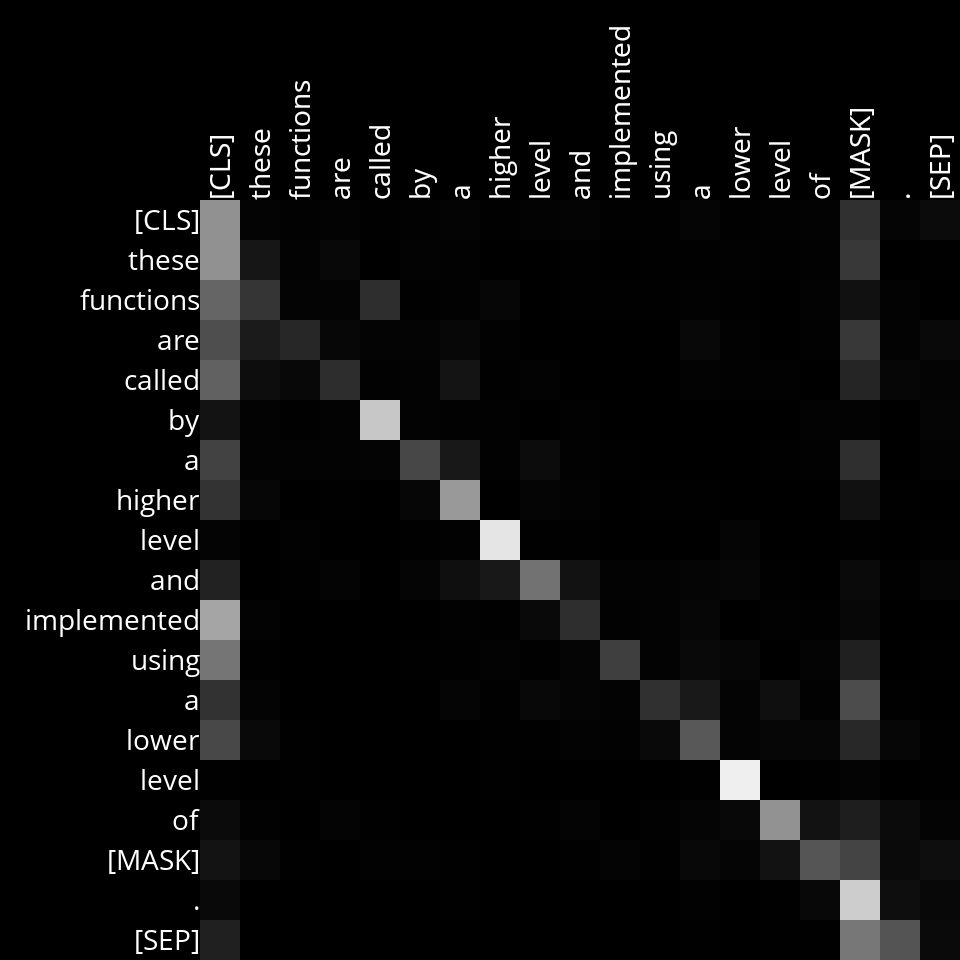 [CLS] these functions are called by a higher level and implemented using a lower level of [MASK] . [SEP]
[CLS]
these
functions
are
called
by
a
higher
level
and
implemented
using
a
lower
level
of
[MASK]
.
[SEP]